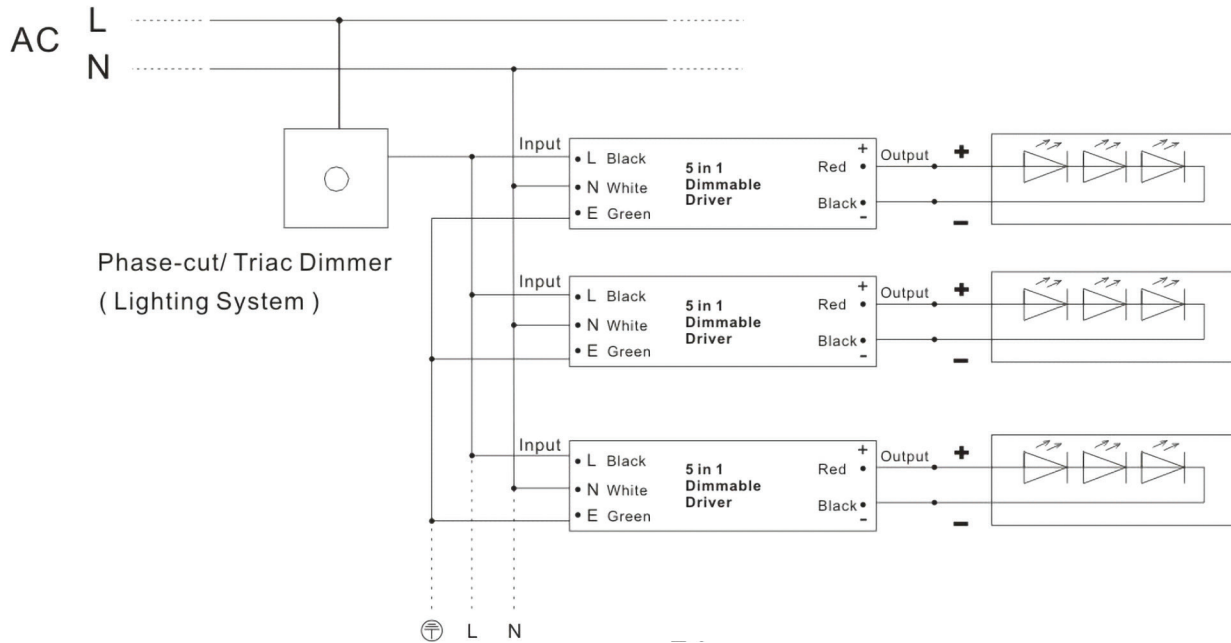 L
AC
N
Input
L Black
N White
E Green
5 in 1
Dimmable
Driver
+
Red
Black
-
Output
+
-
Phase-cut/ Triac Dimmer
( Lighting System )
Input
L Black
N White
E Green
5 in 1
Dimmable
Driver
+
Red
Black
-
Output
+
-
Input
L Black
N White
E Green
5 in 1
Dimmable
Driver
+
Red
Black
-
Output
+
-
L N